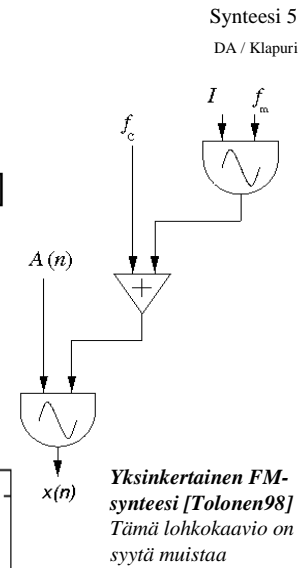 Synteesi 5
DA / Klapuri
I f_m
f_c
A (n)
+
x(n)
Yksinkertainen FM-
synteesi [Tolonen98]
Tämä lohkokaavio on
syytä muistaa